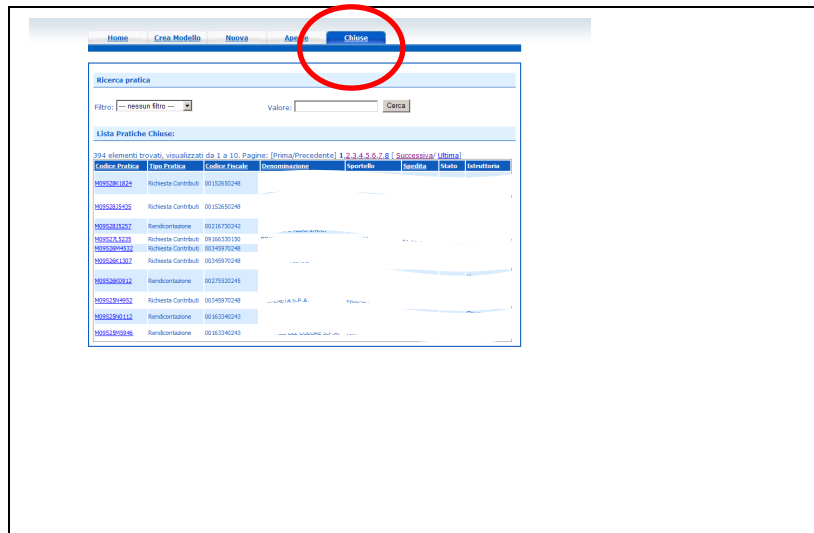 Home Crea Modello Nuova Aperte Chiuse
Ricerca pratica
Filtro: --- nessun filtro --- Valore: Cerca
Lista Pratiche Chiuse:
394 elementi trovati, visualizzati da 1 a 10. Pagine: [Prima/Precedente] 1,2,3,4,5,6,7,8 [ Successiva/ Ultima]
Codice Pratica Tipo Pratica Codice Fiscale Denominazione Sportello Spedita Stato Istruttoria
M09528K1824 Richiesta Contributi 00152650248
M09528J5435 Richiesta Contributi 00152650248
M09528J5257 Rendicontazione 00216730242
M09527L5235 Richiesta Contributi 09166330150
M09526M4532 Richiesta Contributi 00345970248
M09526K1307 Richiesta Contributi 00345970248
M09526K0912 Rendicontazione 00275520245
M09525N4952 Richiesta Contributi 00345970248 S.P.A.
M09525N0112 Rendicontazione 00163340243
M09525M5946 Rendicontazione 00163340243